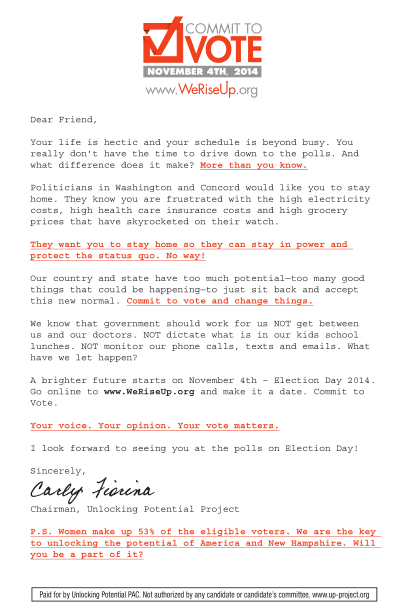 COMMIT TO
VOTE
NOVEMBER 4TH, 2014
www.WeRiseUp.org
Dear Friend,
Your life is hectic and your schedule is beyond busy. You
really don't have the time to drive down to the polls. And
what difference does it make? More than you know.
Politicians in Washington and Concord would like you to stay
home. They know you are frustrated with the high electricity
costs, high health care insurance costs and high grocery
prices that have skyrocketed on their watch.
They want you to stay home so they can stay in power and
protect the status quo. No way!
Our country and state have too much potential—too many good
things that could be happening—to just sit back and accept
this new normal. Commit to vote and change things.
We know that government should work for us NOT get between
us and our doctors. NOT dictate what is in our kids school
lunches. NOT monitor our phone calls, texts and emails. What
have we let happen?
A brighter future starts on November 4th - Election Day 2014.
Go online to www.WeRiseUp.org and make it a date. Commit to
Vote.
Your voice. Your opinion. Your vote matters.
I look forward to seeing you at the polls on Election Day!
Sincerely,
Carly Fiorina
Chairman, Unlocking Potential Project
P.S. Women make up 53% of the eligible voters. We are the key
to unlocking the potential of America and New Hampshire. Will
you be a part of it?
Paid for by Unlocking Potential PAC. Not authorized by any candidate or candidate's committee. www.up-project.org